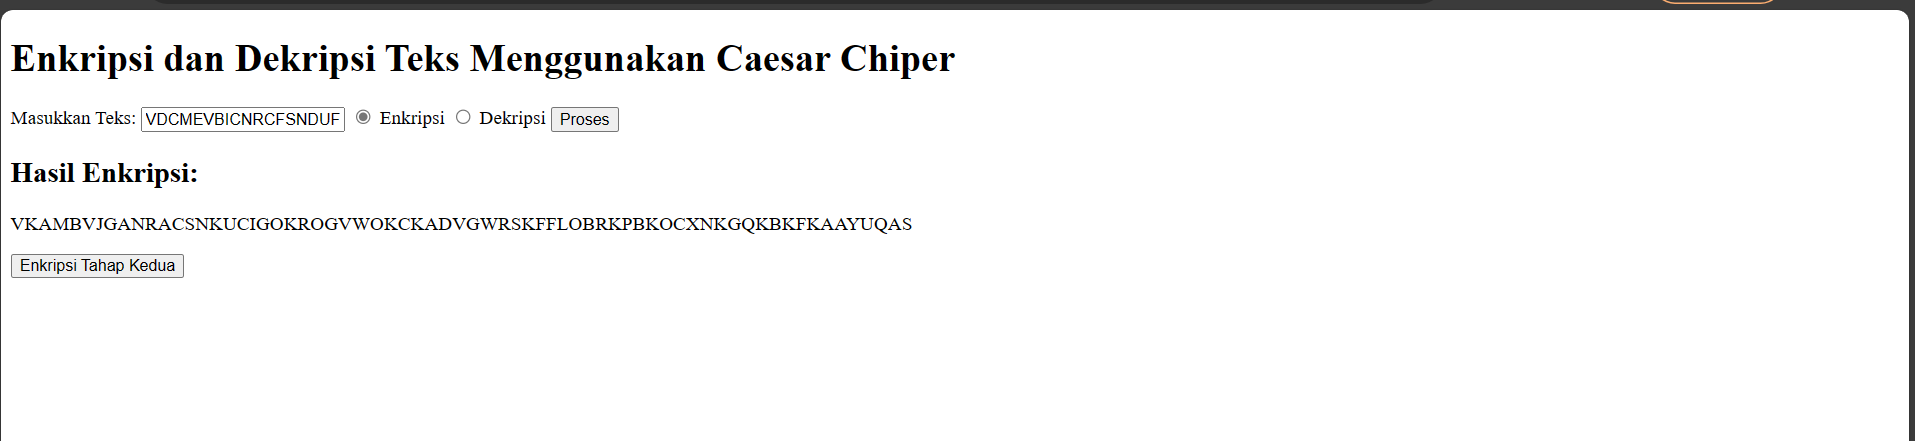 Enkripsi dan Dekripsi Teks Menggunakan Caesar Chiper
Masukkan Teks: VDCMEVBICNRCFSNDUF Enkripsi Dekripsi Proses
Hasil Enkripsi:
VKAMBVJGANRACSNKUCIGOKROGVWOKCKADVGWRSKFFLOBRKPBKOCXNKGQKBKFKAAYUQAS
Enkripsi Tahap Kedua